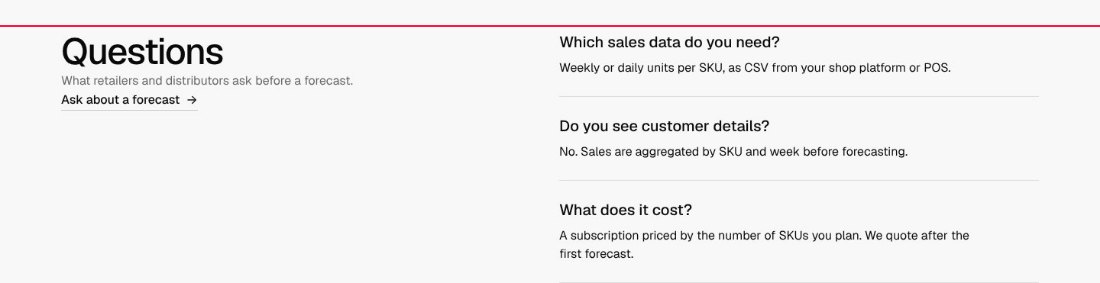 Questions
What retailers and distributors ask before a forecast.
Ask about a forecast →
Which sales data do you need?
Weekly or daily units per SKU, as CSV from your shop platform or POS.
Do you see customer details?
No. Sales are aggregated by SKU and week before forecasting.
What does it cost?
A subscription priced by the number of SKUs you plan. We quote after the
first forecast.